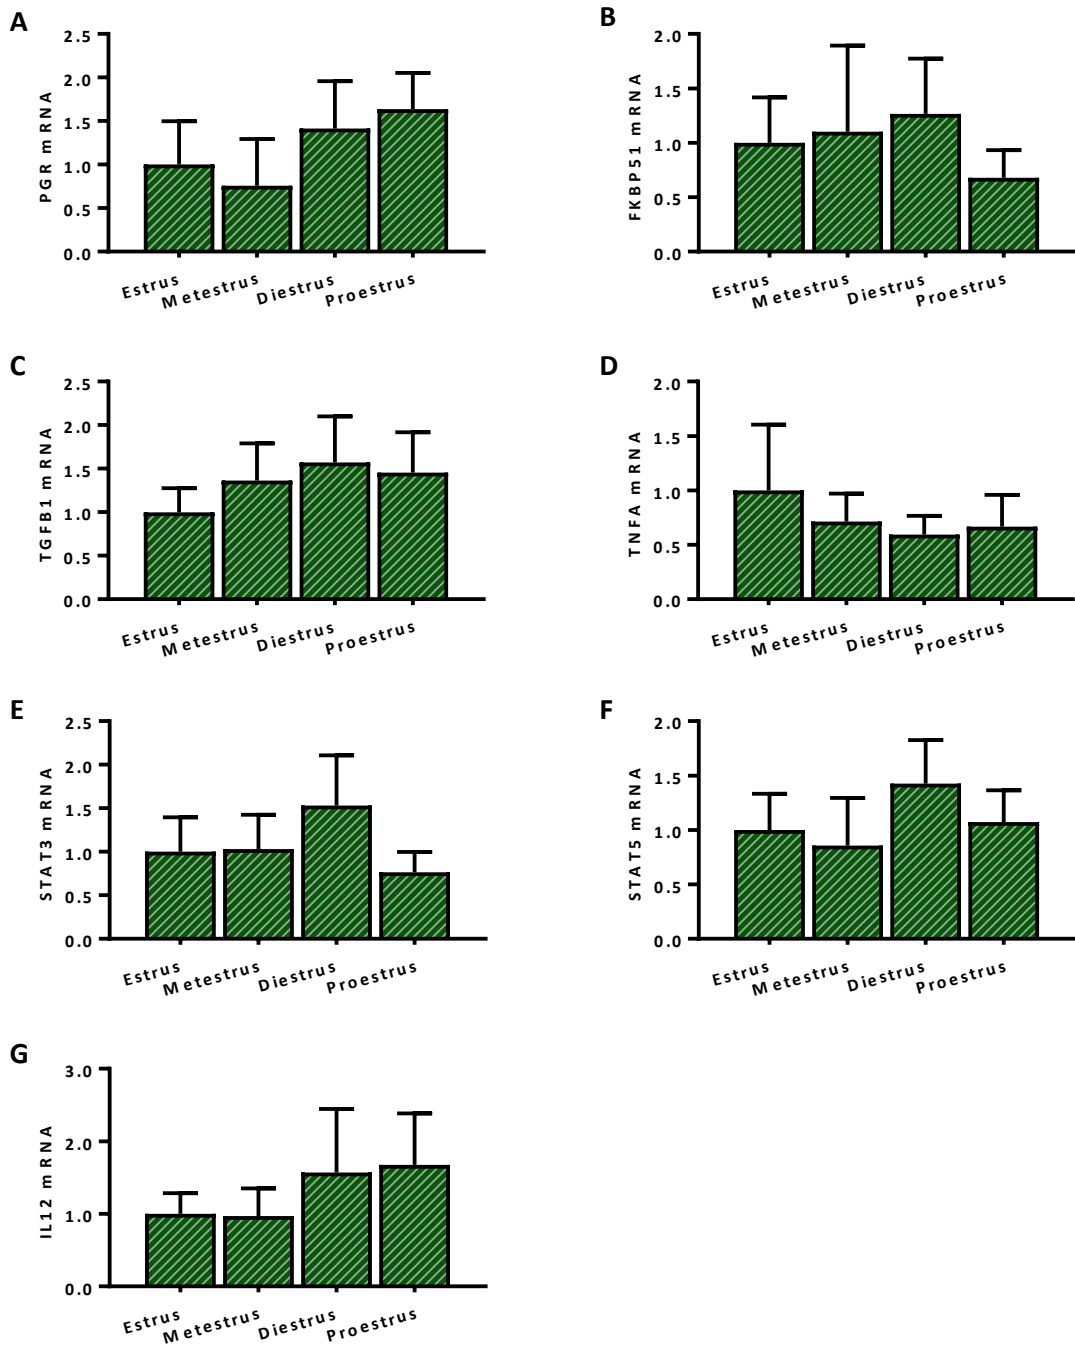 A
PGR mRNA
2.5
2.0
1.5
1.0
0.5
0.0
Estrus
Metestrus
Diestrus
Proestrus
B
FKBP51 mRNA
2.0
1.5
1.0
0.5
0.0
Estrus
Metestrus
Diestrus
Proestrus
C
TGFB1 mRNA
2.5
2.0
1.5
1.0
0.5
0.0
Estrus
Metestrus
Diestrus
Proestrus
D
TNFA mRNA
2.0
1.5
1.0
0.5
0.0
Estrus
Metestrus
Diestrus
Proestrus
E
STAT3 mRNA
2.5
2.0
1.5
1.0
0.5
0.0
Estrus
Metestrus
Diestrus
Proestrus
F
STAT5 mRNA
2.0
1.5
1.0
0.5
0.0
Estrus
Metestrus
Diestrus
Proestrus
G
IL12 mRNA
3.0
2.0
1.0
0.0
Estrus
Metestrus
Diestrus
Proestrus